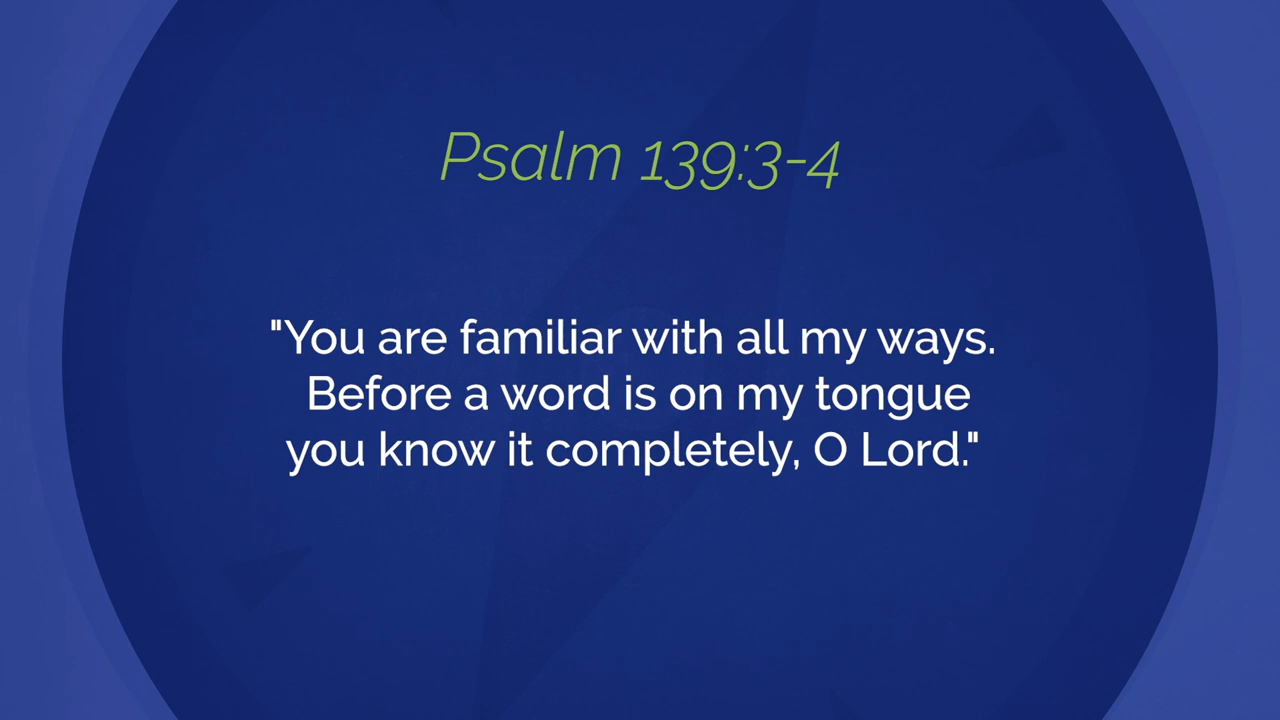 Psalm 139:3-4
"You are familiar with all my ways.
Before a word is on my tongue
you know it completely, O Lord."